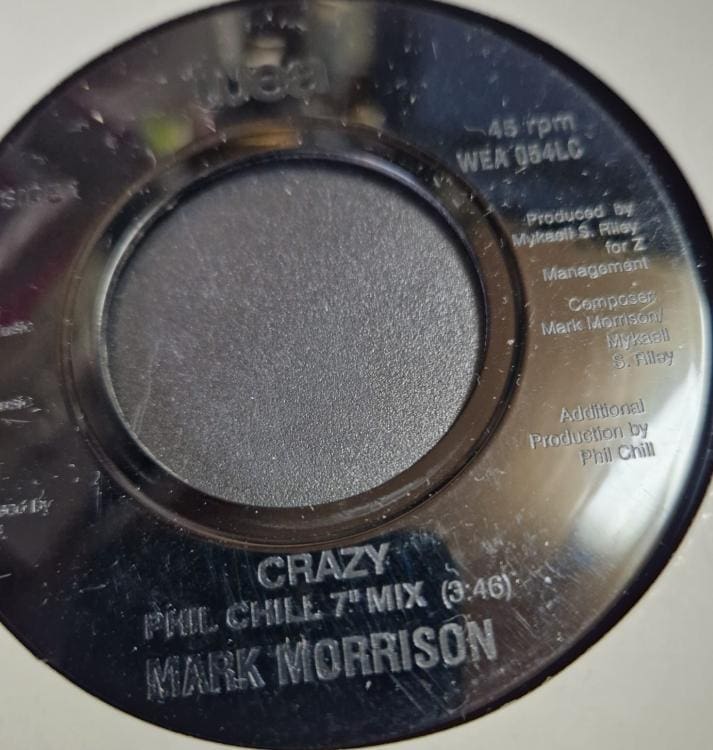 wea
45 rpm
WEA 054LC
Produced by
Mykaell S. Riley
for Z
Management
Composer:
Mark Morrison/
Mykaell
S. Riley
Additional
Production by
Phil Chill
CRAZY
PHIL CHILL 7" MIX (3:46)
MARK MORRISON